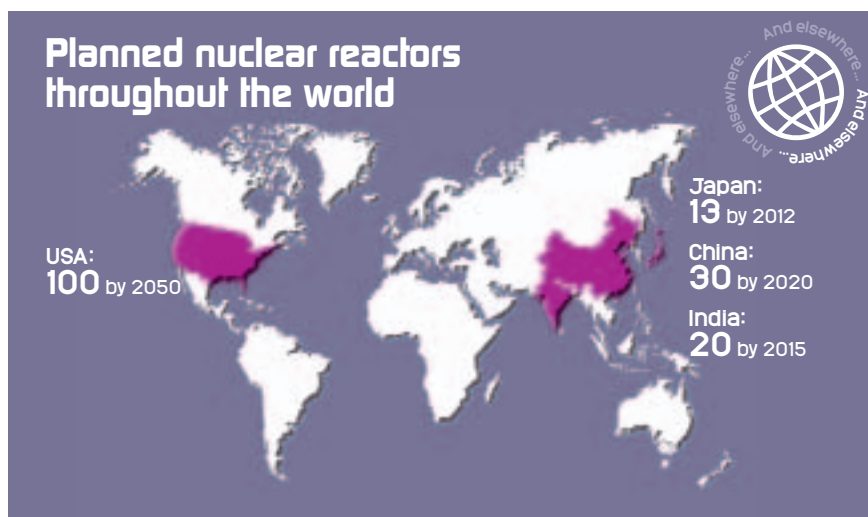 Planned nuclear reactors
throughout the world
And elsewhere...
And elsewhere...
And elsewhere...
USA:
100 by 2050
Japan:
13 by 2012
China:
30 by 2020
India:
20 by 2015